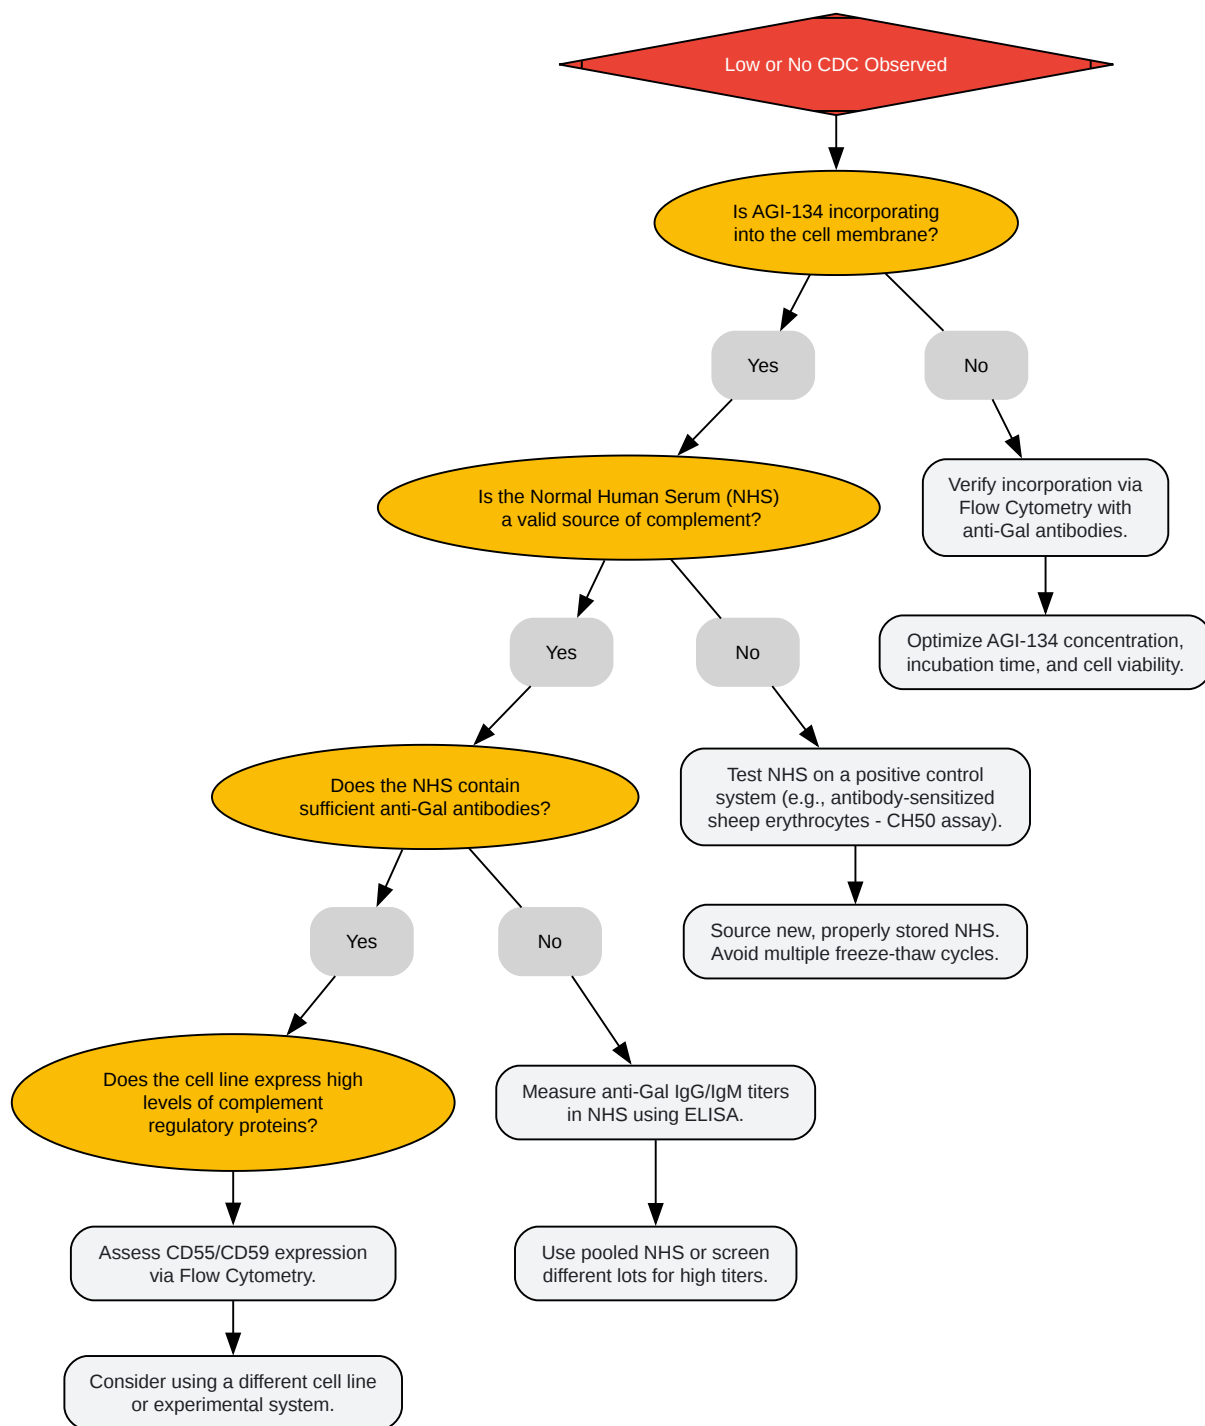 Low or No CDC Observed
Is AGI-134 incorporating
into the cell membrane?
Yes
No
Is the Normal Human Serum (NHS)
a valid source of complement?
Verify incorporation via
Flow Cytometry with
anti-Gal antibodies.
Yes
No
Optimize AGI-134 concentration,
incubation time, and cell viability.
Does the NHS contain
sufficient anti-Gal antibodies?
Test NHS on a positive control
system (e.g., antibody-sensitized
sheep erythrocytes - CH50 assay).
Yes
No
Source new, properly stored NHS.
Avoid multiple freeze-thaw cycles.
Does the cell line express high
levels of complement
regulatory proteins?
Measure anti-Gal IgG/IgM titers
in NHS using ELISA.
Assess CD55/CD59 expression
via Flow Cytometry.
Use pooled NHS or screen
different lots for high titers.
Consider using a different cell line
or experimental system.